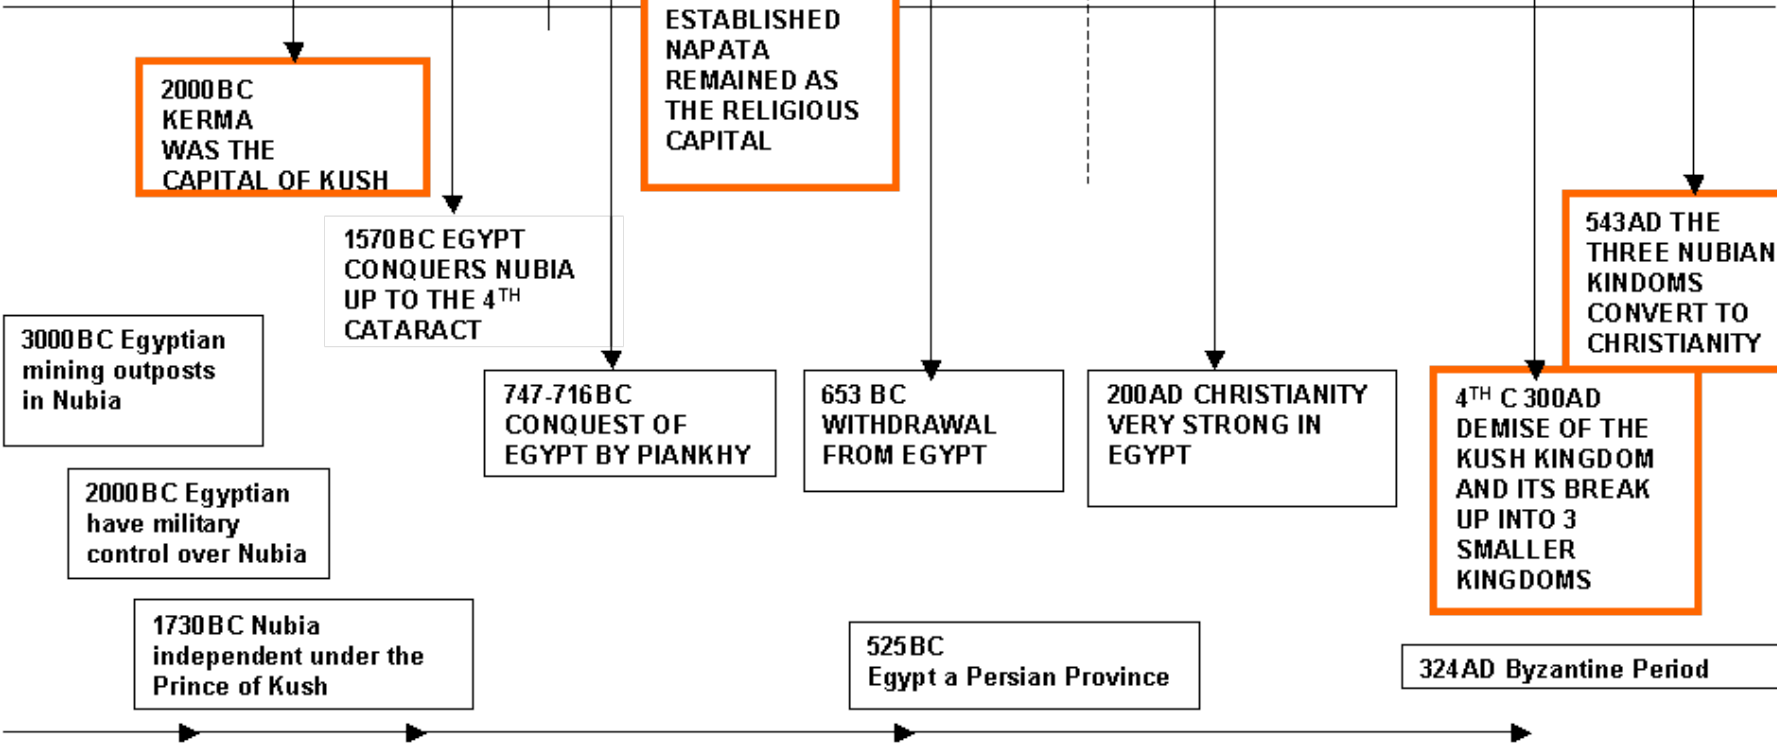 ESTABLISHED
NAPATA
REMAINED AS
THE RELIGIOUS
CAPITAL
2000BC
KERMA
WAS THE
CAPITAL OF KUSH
1570BC EGYPT
CONQUERS NUBIA
UP TO THE 4TH
CATARACT
543AD THE
THREE NUBIAN
KINDOMS
CONVERT TO
CHRISTIANITY
3000BC Egyptian
mining outposts
in Nubia
747-716BC
CONQUEST OF
EGYPT BY PIANKHY
653 BC
WITHDRAWAL
FROM EGYPT
200AD CHRISTIANITY
VERY STRONG IN
EGYPT
4TH C 300AD
DEMISE OF THE
KUSH KINGDOM
AND ITS BREAK
UP INTO 3
SMALLER
KINGDOMS
2000BC Egyptian
have military
control over Nubia
1730BC Nubia
independent under the
Prince of Kush
525BC
Egypt a Persian Province
324AD Byzantine Period